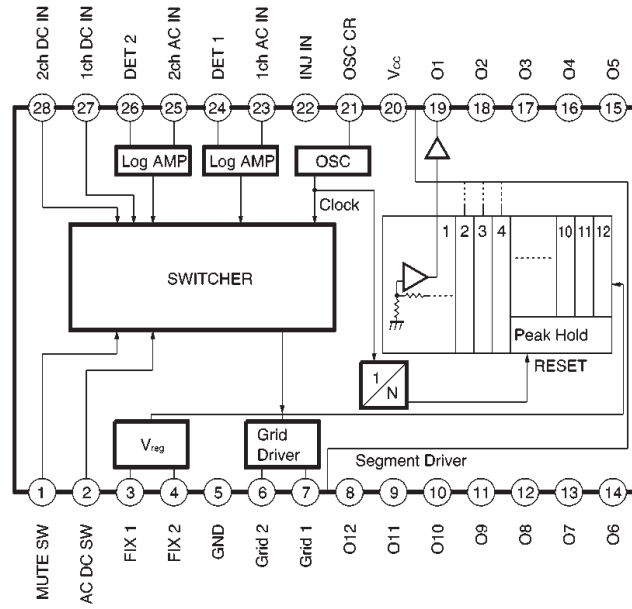 2ch DC IN
1ch DC IN
DET 2
2ch AC IN
DET 1
1ch AC IN
INJ IN
OSC CR
Vcc
O1
O2
O3
O4
O5
28 27 26 25 24 23 22 21 20 19 18 17 16 15
Log AMP Log AMP OSC
Clock
1 2 3 4 10 11 12
SWITCHER
Peak Hold
RESET
1
N
Vreg
Grid
Driver
Segment Driver
1 2 3 4 5 6 7 8 9 10 11 12 13 14
MUTE SW
AC DC SW
FIX 1
FIX 2
GND
Grid 2
Grid 1
O12
O11
O10
O9
O8
O7
O6